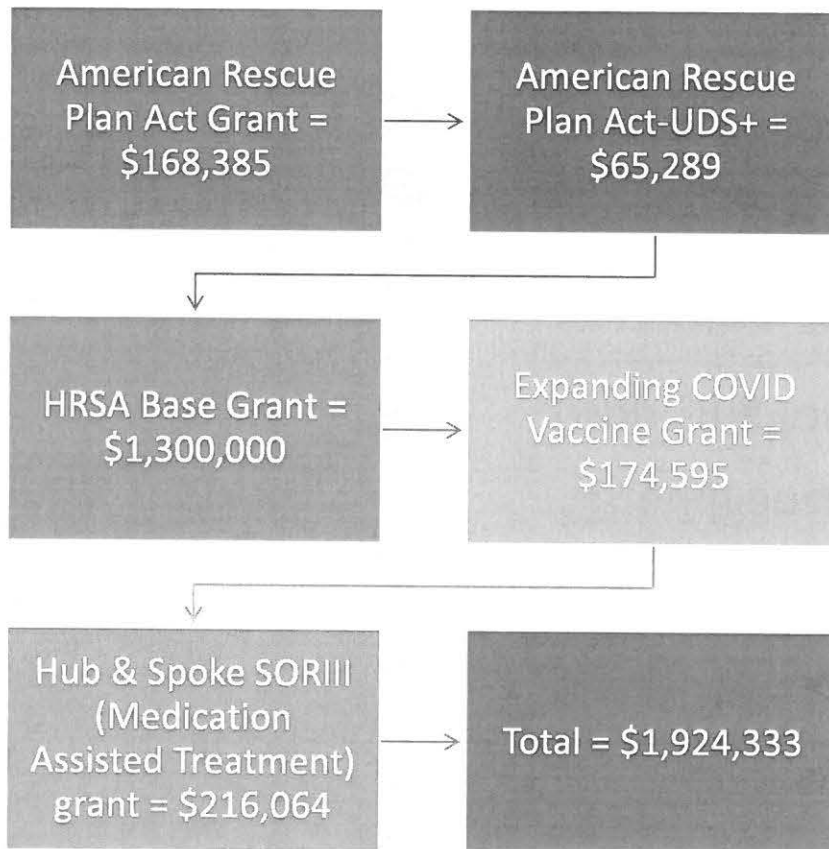 American Rescue
Plan Act Grant =
$168,385
American Rescue
Plan Act-UDS+ =
$65,289
HRSA Base Grant =
$1,300,000
Expanding COVID
Vaccine Grant =
$174,595
Hub & Spoke SORIII
(Medication
Assisted Treatment)
grant = $216,064
Total = $1,924,333